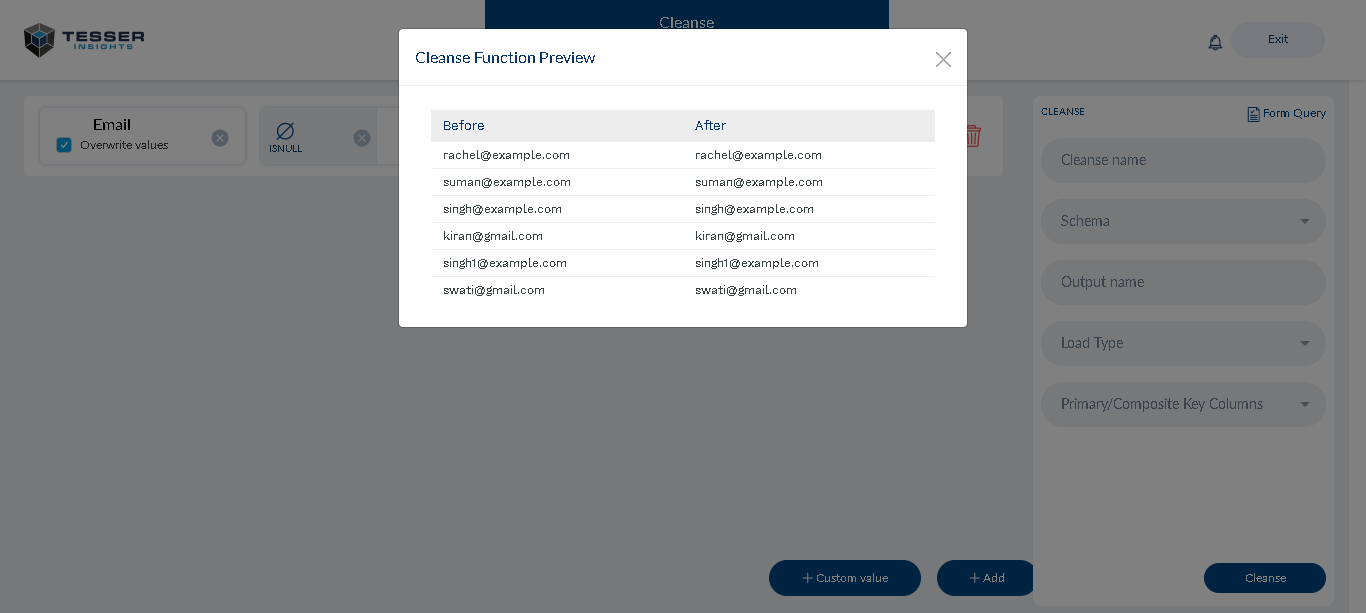 Cleanse
TESSER
INSIGHTS
Exit
Cleanse Function Preview
Before After
rachel@example.com rachel@example.com
suman@example.com suman@example.com
singh@example.com singh@example.com
kiran@gmail.com kiran@gmail.com
singh1@example.com singh1@example.com
swati@gmail.com swati@gmail.com
Email
Overwrite values
ISNULL
CLEANSE
Form Query
Cleanse name
Schema
Output name
Load Type
Primary/Composite Key Columns
+ Custom value
+ Add
Cleanse